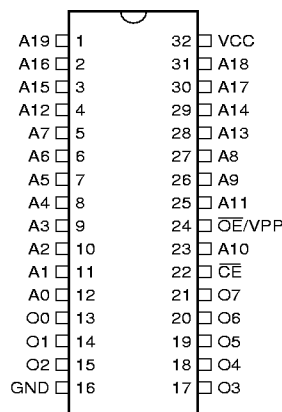 A19 1 32 VCC
A16 2 31 A18
A15 3 30 A17
A12 4 29 A14
A7 5 28 A13
A6 6 27 A8
A5 7 26 A9
A4 8 25 A11
A3 9 24 O̅E̅/VPP
A2 10 23 A10
A1 11 22 C̅E̅
A0 12 21 O7
O0 13 20 O6
O1 14 19 O5
O2 15 18 O4
GND 16 17 O3